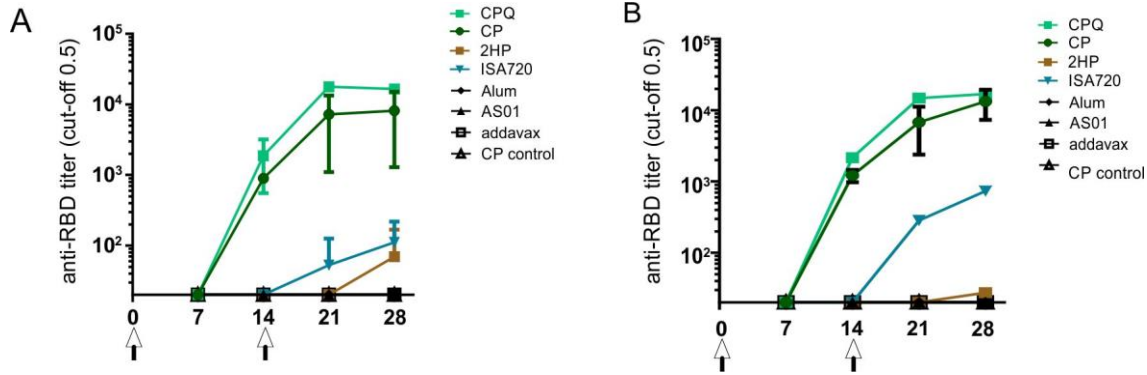 A
anti-RBD titer (cut-off 0.5)
10⁵
10⁴
10³
10²
0 7 14 21 28
CPQ
CP
2HP
ISA720
Alum
AS01
addavax
CP control
B
anti-RBD titer (cut-off 0.5)
10⁵
10⁴
10³
10²
0 7 14 21 28
CPQ
CP
2HP
ISA720
Alum
AS01
addavax
CP control